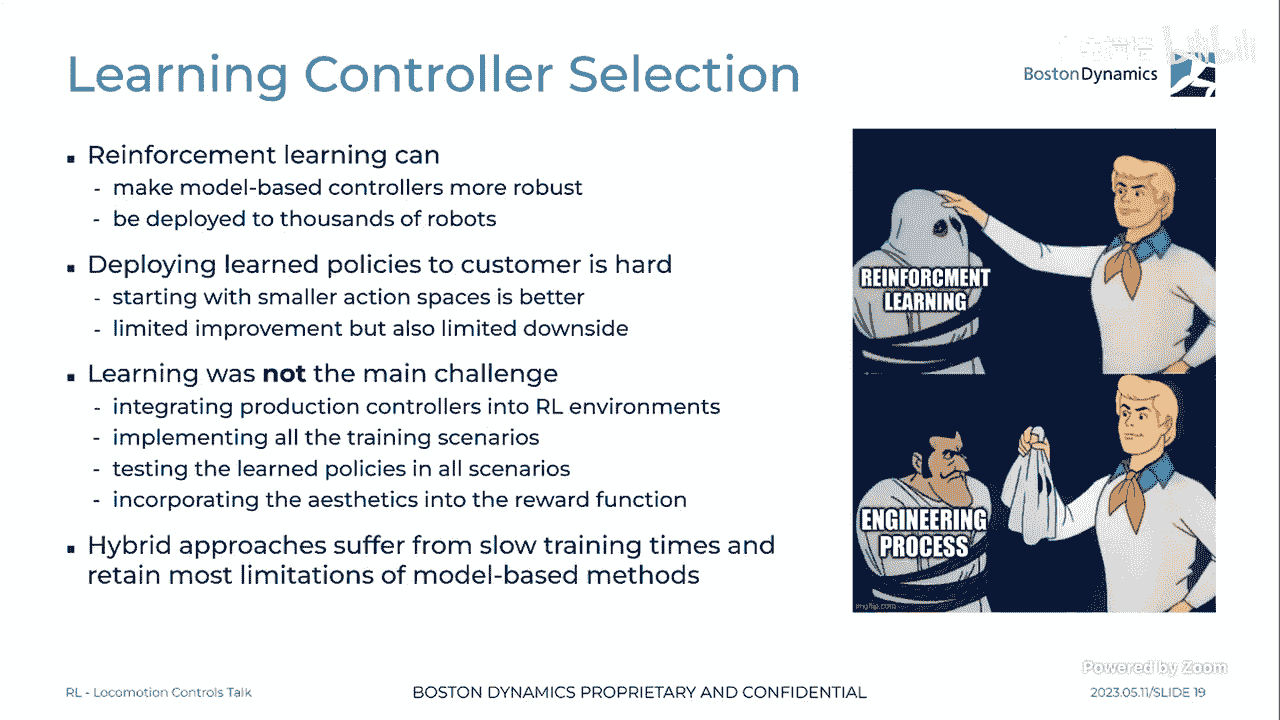 Learning Controller Selection
BostonDynamics
▪ Reinforcement learning can
- make model-based controllers more robust
- be deployed to thousands of robots
▪ Deploying learned policies to customer is hard
- starting with smaller action spaces is better
- limited improvement but also limited downside
▪ Learning was not the main challenge
- integrating production controllers into RL environments
- implementing all the training scenarios
- testing the learned policies in all scenarios
- incorporating the aesthetics into the reward function
▪ Hybrid approaches suffer from slow training times and
retain most limitations of model-based methods
REINFORCMENT
LEARNING
ENGINEERING
PROCESS
imgflip.com
Powered by Zoom
RL - Locomotion Controls Talk
BOSTON DYNAMICS PROPRIETARY AND CONFIDENTIAL
2023.05.11/SLIDE 19